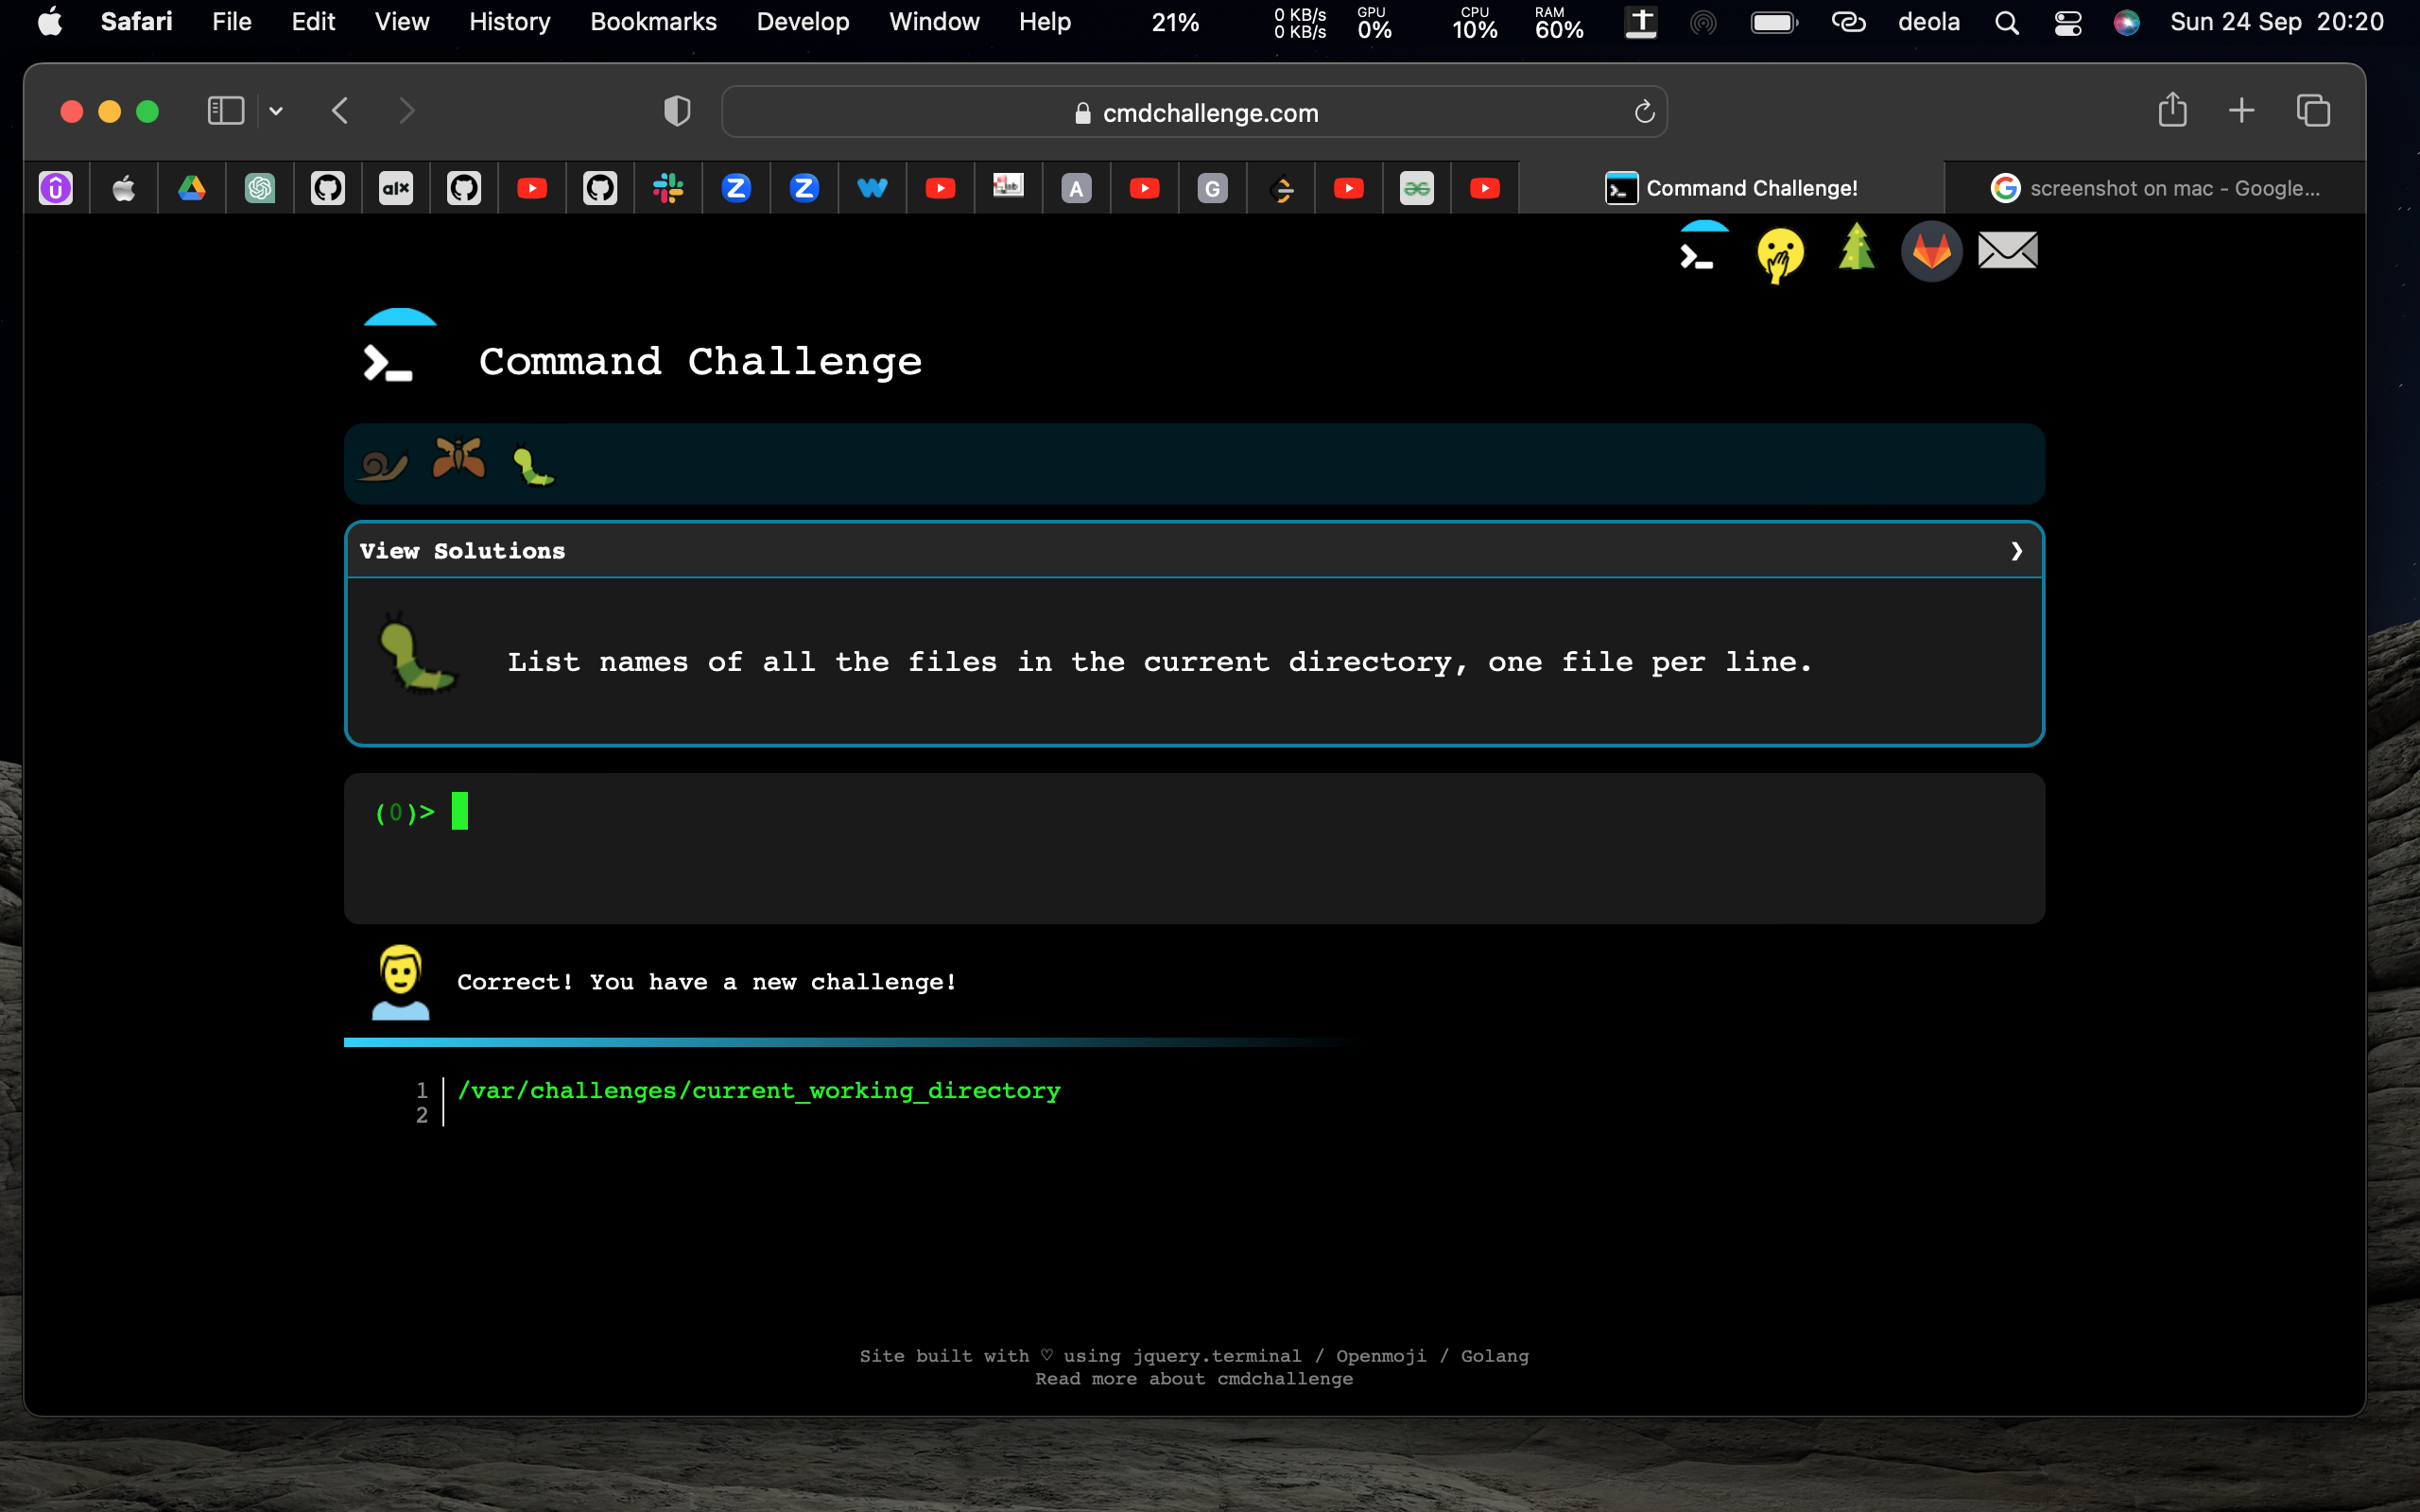 Safari File Edit View History Bookmarks Develop Window Help 21% 0 KB/s 0 KB/s GPU 0% CPU 10% RAM 60% deola Sun 24 Sep 20:20
cmdchallenge.com
alx A G Command Challenge! screenshot on mac - Google...
Command Challenge
View Solutions ❯
List names of all the files in the current directory, one file per line.
(0)>
Correct! You have a new challenge!
1 /var/challenges/current_working_directory
2
Site built with ♡ using jquery.terminal / Openmoji / Golang
Read more about cmdchallenge